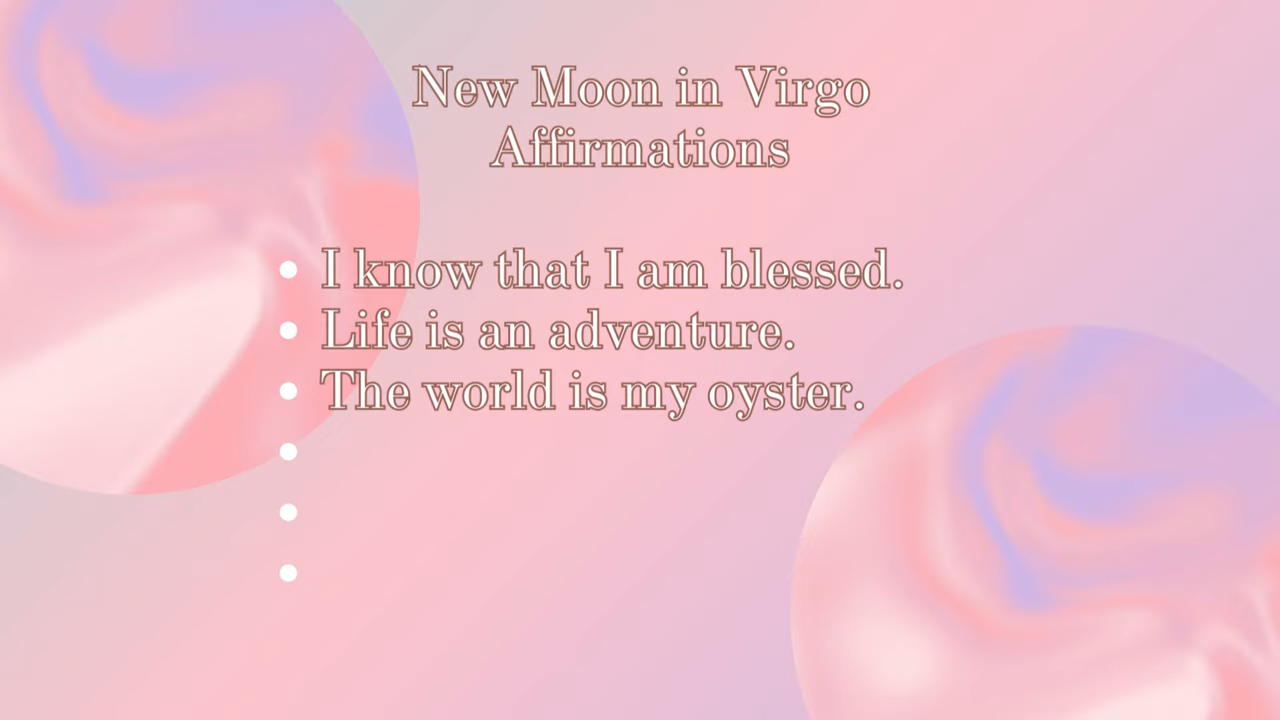 New Moon in Virgo
Affirmations
I know that I am blessed.
Life is an adventure.
The world is my oyster.